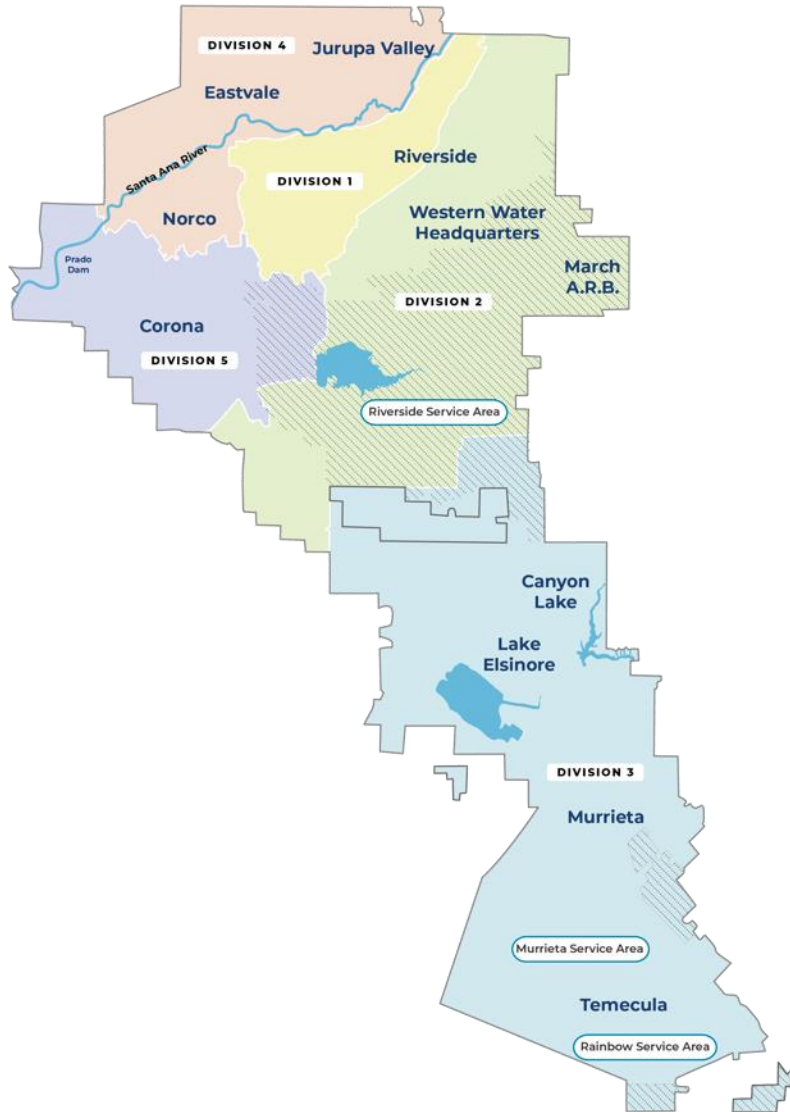 DIVISION 4
Jurupa Valley
Eastvale
Santa Ana River
Riverside
DIVISION 1
Norco
Western Water
Headquarters
Prado
Dam
March
A.R.B.
DIVISION 2
Corona
DIVISION 5
Riverside Service Area
Canyon
Lake
Lake
Elsinore
DIVISION 3
Murrieta
Murrieta Service Area
Temecula
Rainbow Service Area